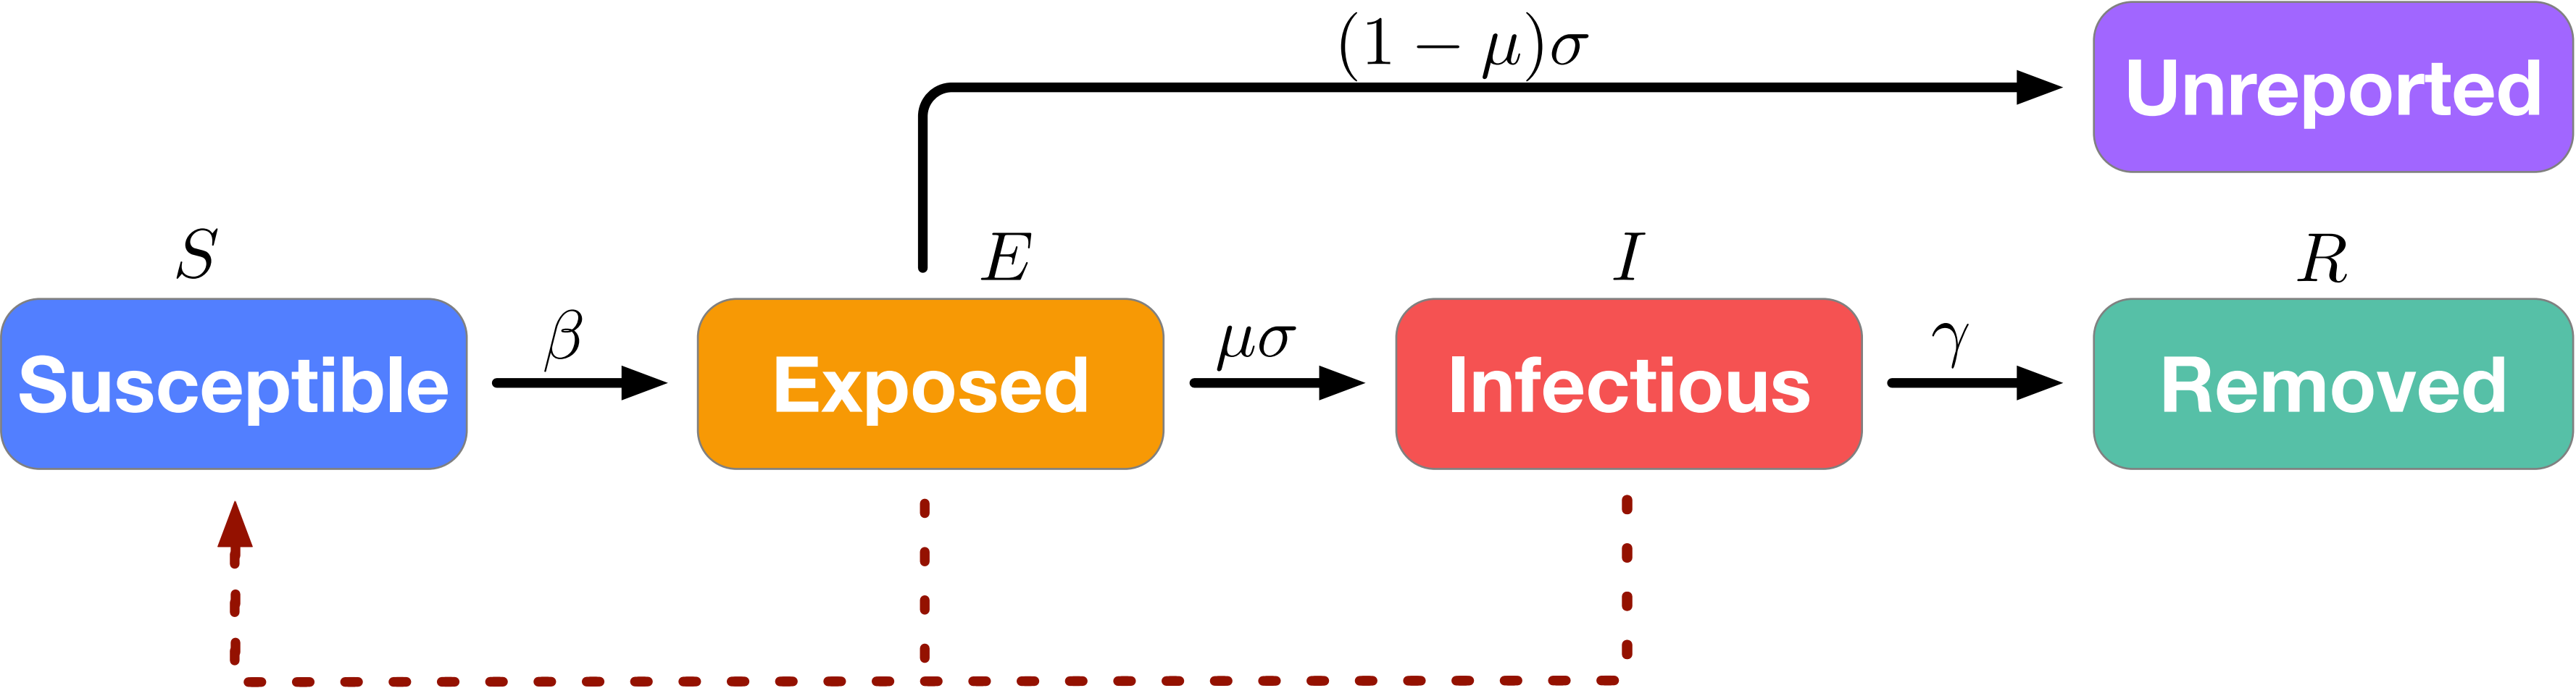 (1 − μ)σ
Unreported
S
E
I
R
Susceptible
β
Exposed
μσ
Infectious
γ
Removed